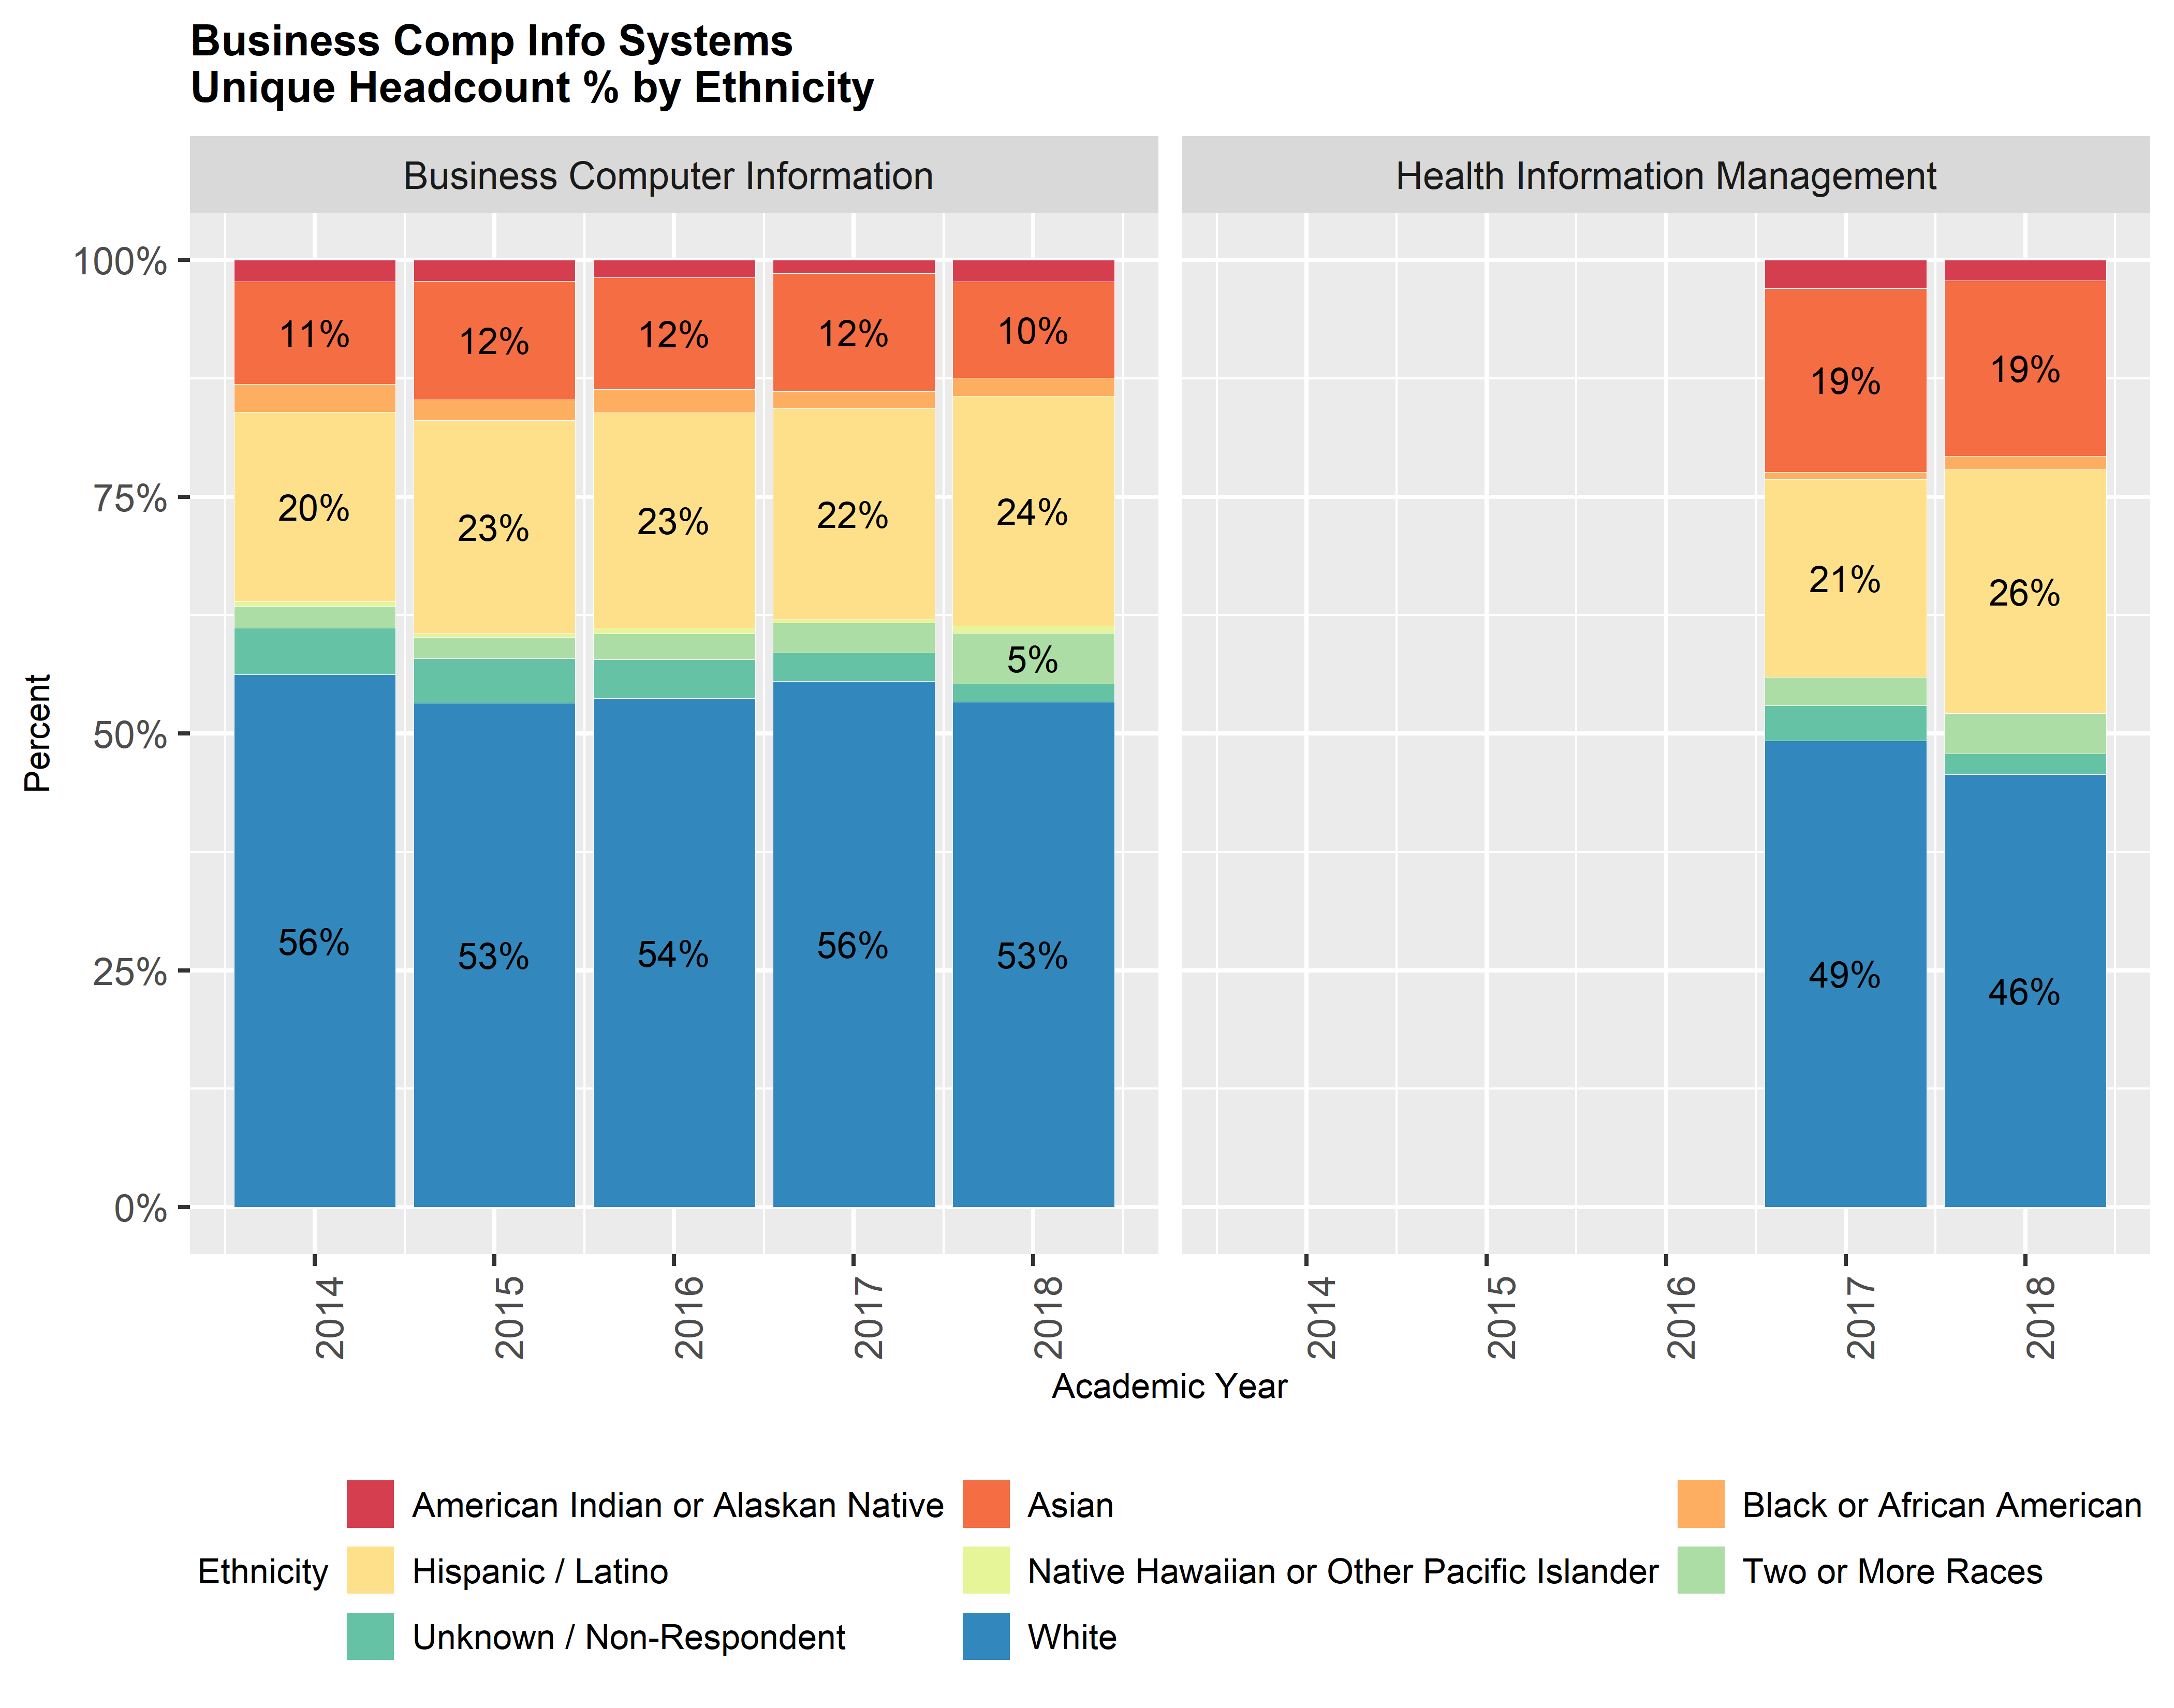 Business Comp Info Systems
Unique Headcount % by Ethnicity
Business Computer Information
Health Information Management
Percent
100%
75%
50%
25%
0%
11%
12%
12%
12%
10%
20%
23%
23%
22%
24%
5%
56%
53%
54%
56%
53%
19%
19%
21%
26%
49%
46%
2014
2015
2016
2017
2018
2014
2015
2016
2017
2018
Academic Year
Ethnicity
American Indian or Alaskan Native
Asian
Black or African American
Hispanic / Latino
Native Hawaiian or Other Pacific Islander
Two or More Races
Unknown / Non-Respondent
White